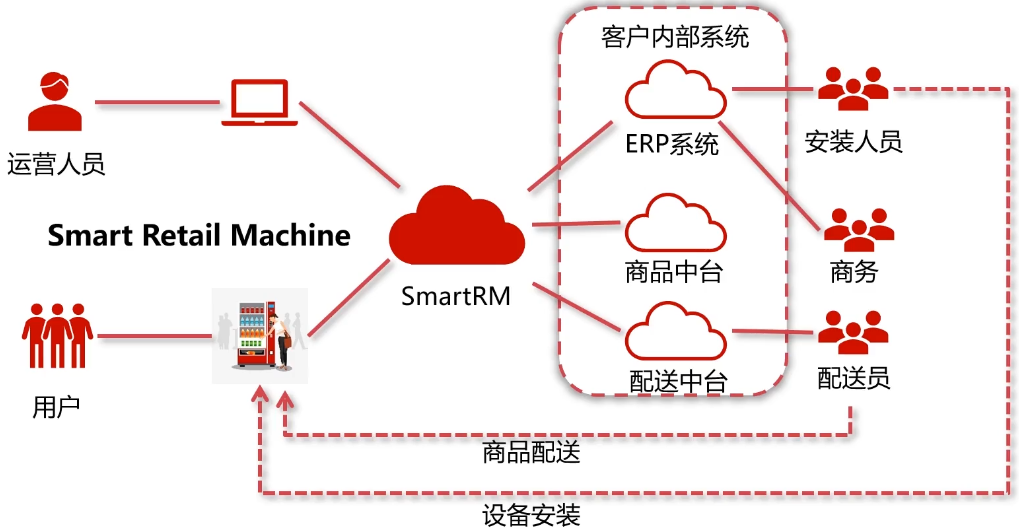 客户内部系统
运营人员
ERP系统
安装人员
Smart Retail Machine
SmartRM
商品中台
商务
用户
配送中台
配送员
商品配送
设备安装